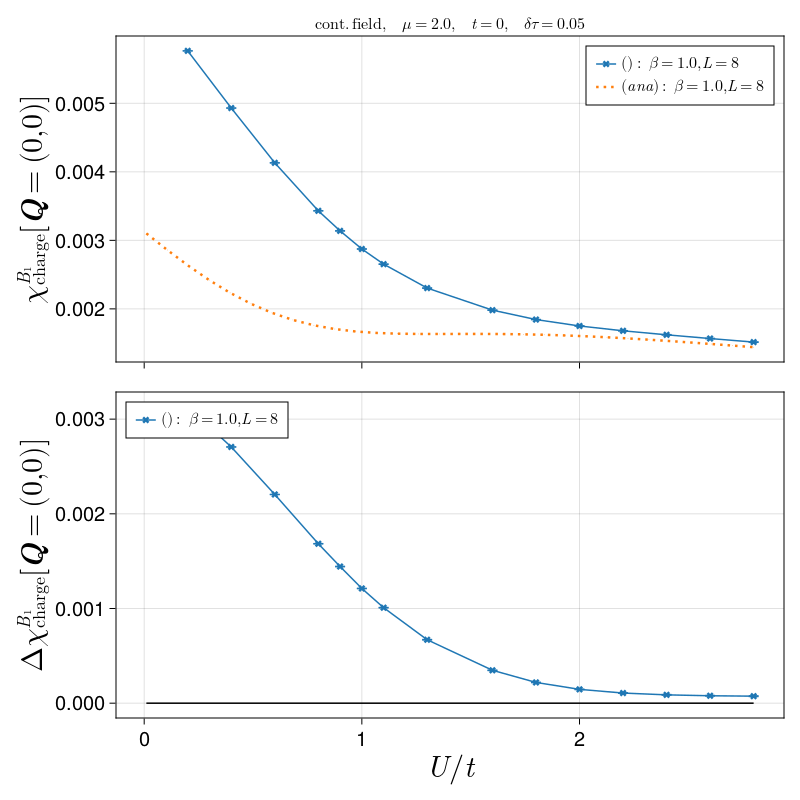 cont. field, μ = 2.0, t = 0, δτ = 0.05
χ^{B_1}_{charge}[Q = (0,0)]
0.005
0.004
0.003
0.002
() : β = 1.0,L = 8
(ana) : β = 1.0,L = 8
Δχ^{B_1}_{charge}[Q = (0,0)]
0.003
0.002
0.001
0.000
() : β = 1.0,L = 8
0 1 2
U/t